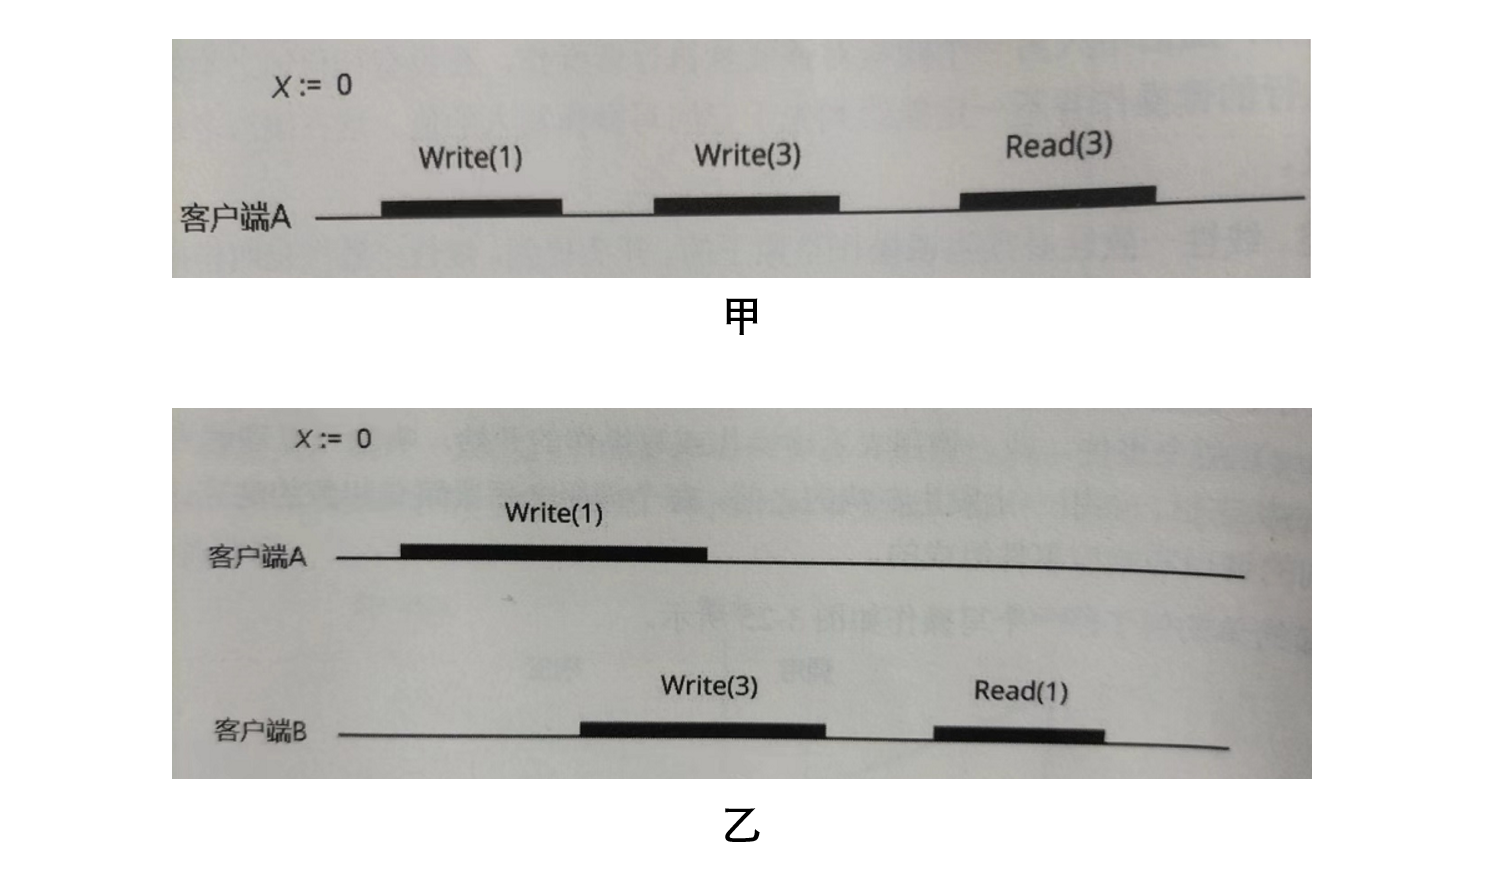 X := 0
Write(1) Write(3) Read(3)
客户端A
甲
X := 0
Write(1)
客户端A
Write(3) Read(1)
客户端B
乙